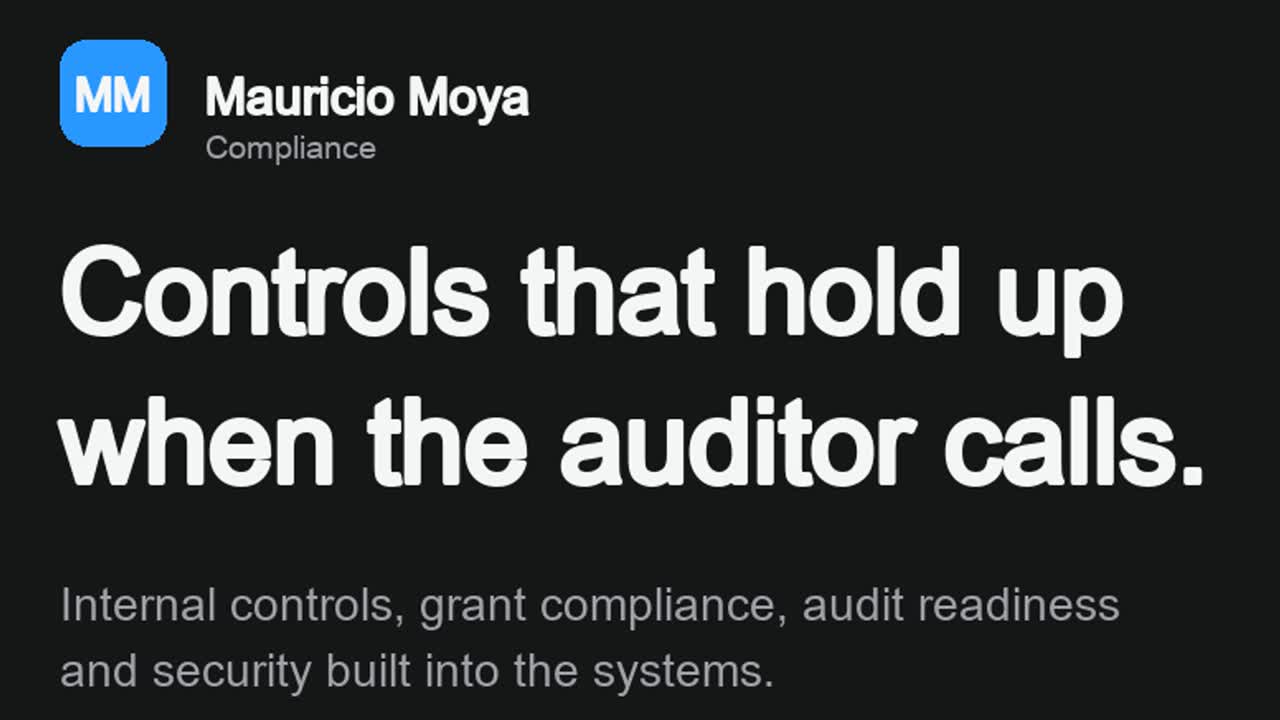 MM
Mauricio Moya
Compliance
Controls that hold up
when the auditor calls.
Internal controls, grant compliance, audit readiness
and security built into the systems.